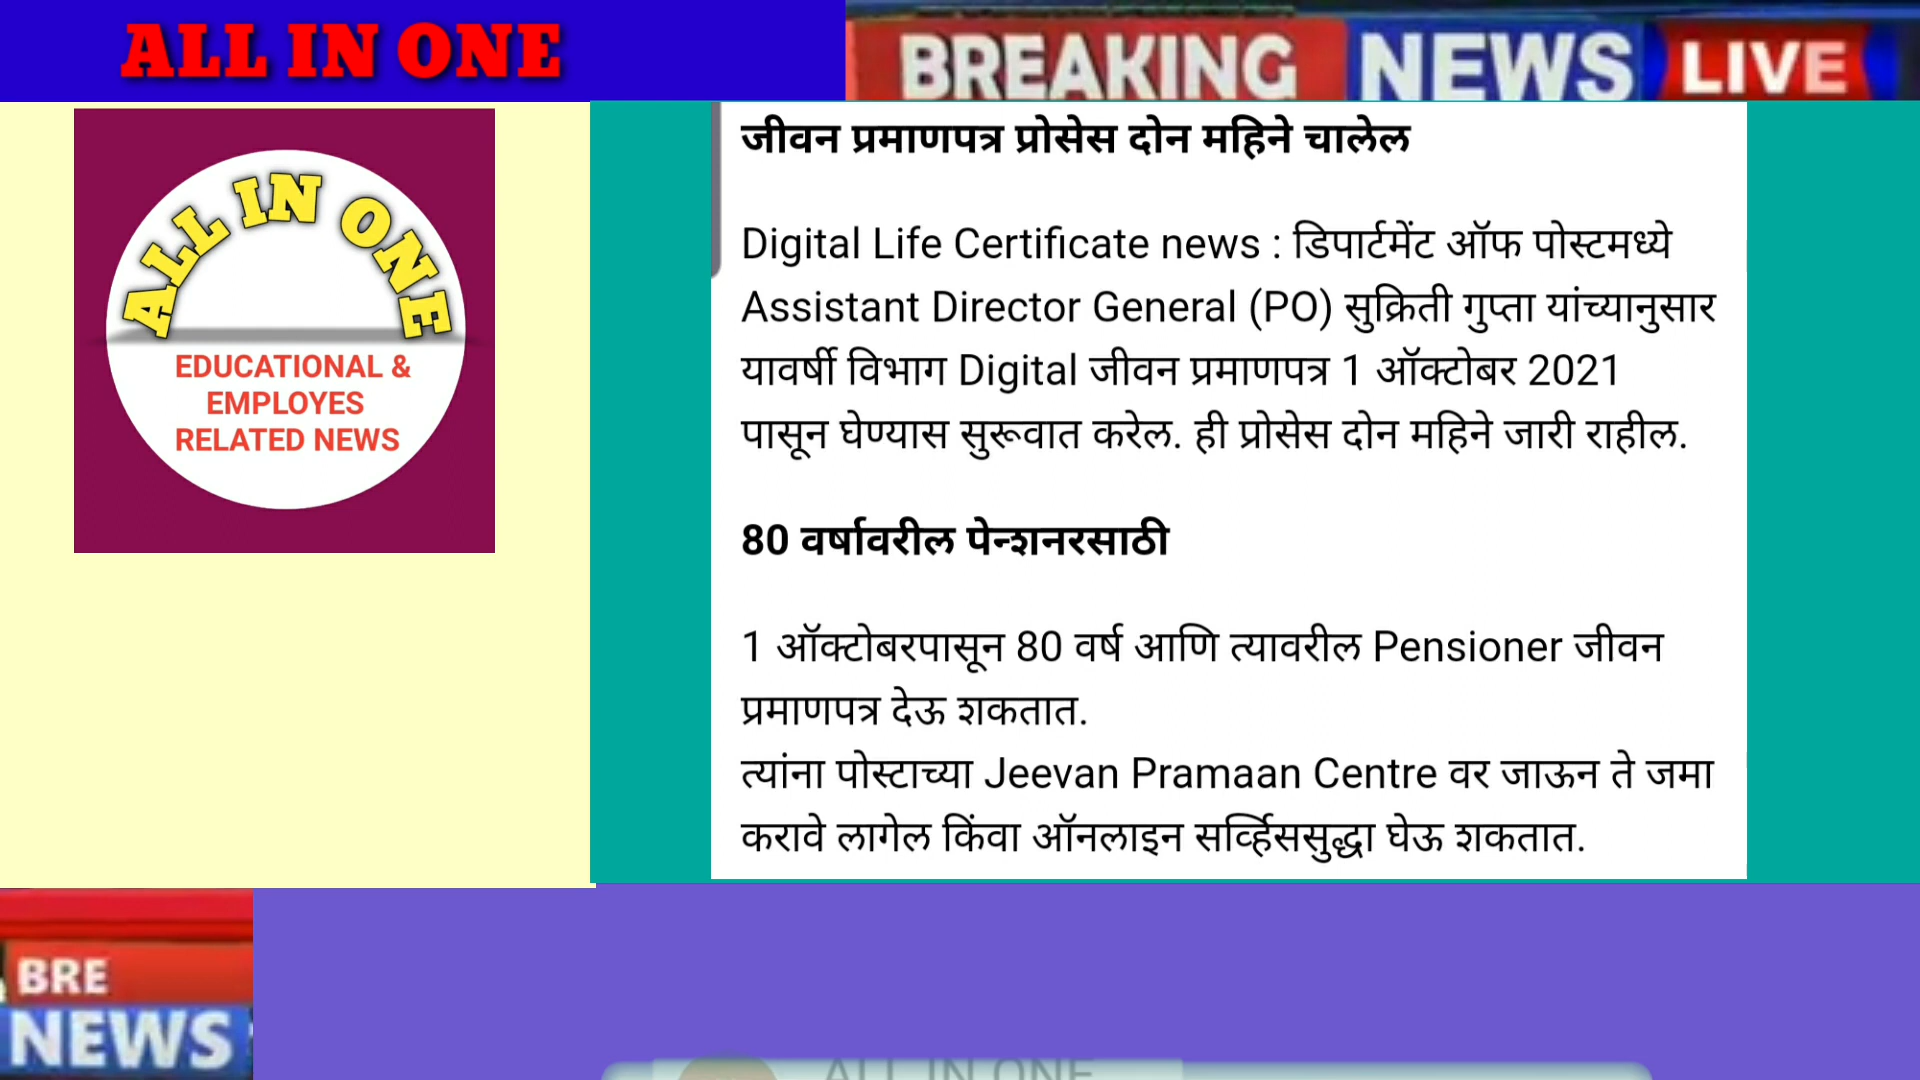 ALL IN ONE
BREAKING NEWS LIVE
ALL IN ONE
EDUCATIONAL &
EMPLOYES
RELATED NEWS
जीवन प्रमाणपत्र प्रोसेस दोन महिने चालेल
Digital Life Certificate news : डिपार्टमेंट ऑफ पोस्टमध्ये
Assistant Director General (PO) सुक्रिती गुप्ता यांच्यानुसार
यावर्षी विभाग Digital जीवन प्रमाणपत्र 1 ऑक्टोबर 2021
पासून घेण्यास सुरूवात करेल. ही प्रोसेस दोन महिने जारी राहील.
80 वर्षावरील पेन्शनरसाठी
1 ऑक्टोबरपासून 80 वर्ष आणि त्यावरील Pensioner जीवन
प्रमाणपत्र देऊ शकतात.
त्यांना पोस्टाच्या Jeevan Pramaan Centre वर जाऊन ते जमा
करावे लागेल किंवा ऑनलाइन सर्व्हिससुद्धा घेऊ शकतात.
BRE
NEWS
ALL IN ONE